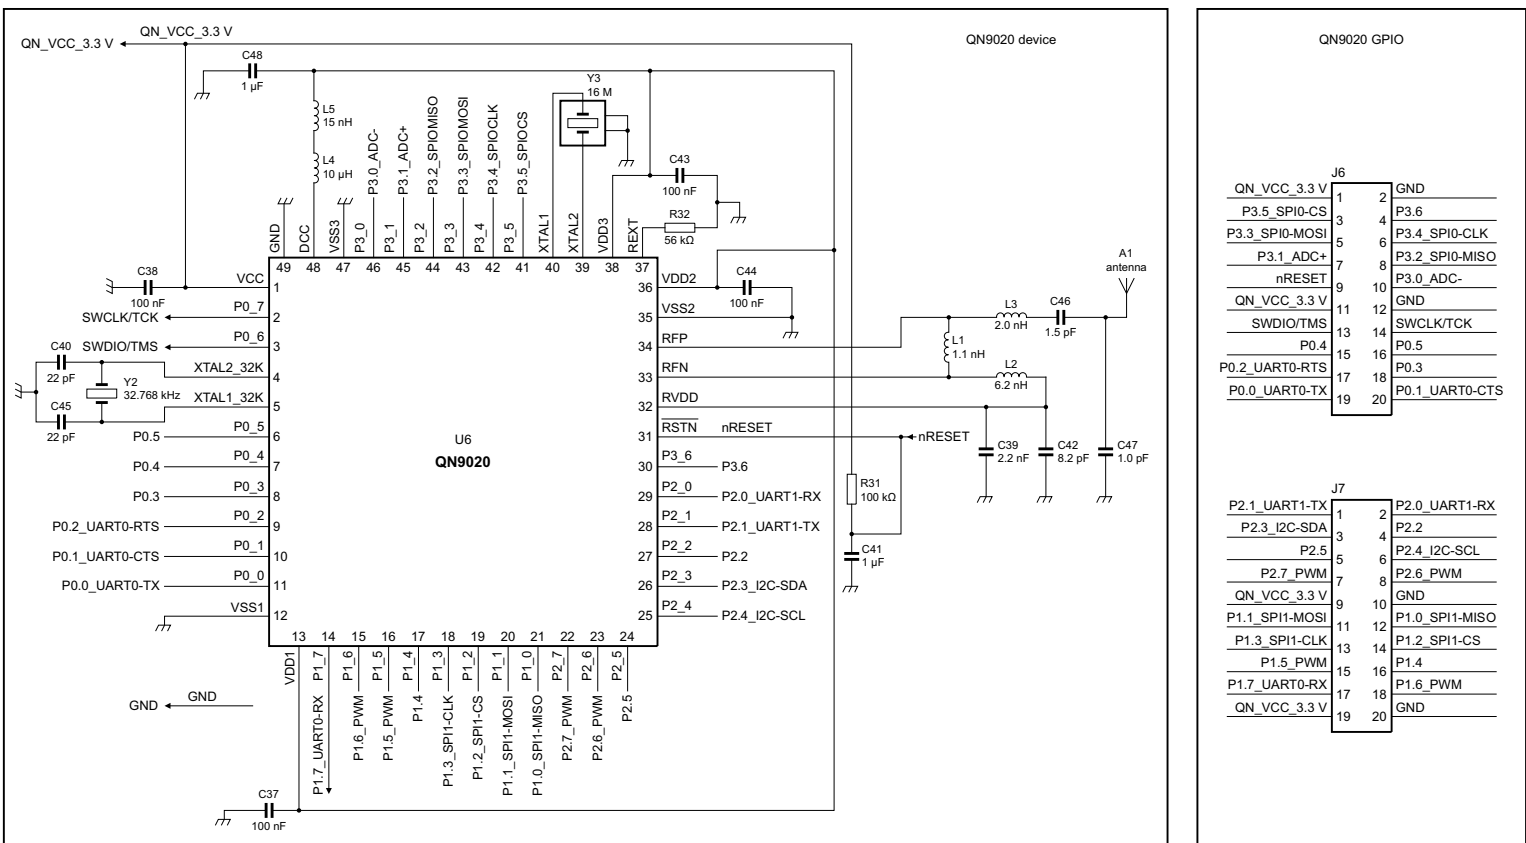 QN_VCC_3.3 V
QN_VCC_3.3 V
QN9020 device
C48
1 µF
L5
15 nH
L4
10 µH
P3.0_ADC-
P3.1_ADC+
P3.2_SPIOMISO
P3.3_SPIOMOSI
P3.4_SPIOCLK
P3.5_SPIOCS
Y3
16 M
C43
100 nF
R32
56 kΩ
GND
DCC
VSS3
P3_0
P3_1
P3_2
P3_3
P3_4
P3_5
XTAL1
XTAL2
VDD3
REXT
49 48 47 46 45 44 43 42 41 40 39 38 37
C38
100 nF
VCC
1
SWCLK/TCK
P0_7
2
SWDIO/TMS
P0_6
3
C40
22 pF
XTAL2_32K
4
Y2
32.768 kHz
C45
22 pF
XTAL1_32K
5
P0.5
P0_5
6
P0.4
P0_4
7
P0.3
P0_3
8
P0.2_UART0-RTS
P0_2
9
P0.1_UART0-CTS
P0_1
10
P0.0_UART0-TX
P0_0
11
VSS1
12
U6
QN9020
36
VDD2
C44
100 nF
35
VSS2
34
RFP
33
RFN
32
RVDD
31
RSTN
nRESET
nRESET
30
P3_6
P3.6
29
P2_0
P2.0_UART1-RX
28
P2_1
P2.1_UART1-TX
27
P2_2
P2.2
26
P2_3
P2.3_I2C-SDA
25
P2_4
P2.4_I2C-SCL
L3
2.0 nH
C46
1.5 pF
A1
antenna
L1
1.1 nH
L2
6.2 nH
C39
2.2 nF
C42
8.2 pF
C47
1.0 pF
R31
100 kΩ
C41
1 µF
13 14 15 16 17 18 19 20 21 22 23 24
VDD1
P1_7
P1_6
P1_5
P1_4
P1_3
P1_2
P1_1
P1_0
P2_7
P2_6
P2_5
P1.7_UART0-RX
P1.6_PWM
P1.5_PWM
P1.4
P1.3_SPI1-CLK
P1.2_SPI1-CS
P1.1_SPI1-MOSI
P1.0_SPI1-MISO
P2.7_PWM
P2.6_PWM
P2.5
GND
GND
C37
100 nF
QN9020 GPIO
J6
QN_VCC_3.3 V 1 2 GND
P3.5_SPI0-CS 3 4 P3.6
P3.3_SPI0-MOSI 5 6 P3.4_SPI0-CLK
P3.1_ADC+ 7 8 P3.2_SPI0-MISO
nRESET 9 10 P3.0_ADC-
QN_VCC_3.3 V 11 12 GND
SWDIO/TMS 13 14 SWCLK/TCK
P0.4 15 16 P0.5
P0.2_UART0-RTS 17 18 P0.3
P0.0_UART0-TX 19 20 P0.1_UART0-CTS
J7
P2.1_UART1-TX 1 2 P2.0_UART1-RX
P2.3_I2C-SDA 3 4 P2.2
P2.5 5 6 P2.4_I2C-SCL
P2.7_PWM 7 8 P2.6_PWM
QN_VCC_3.3 V 9 10 GND
P1.1_SPI1-MOSI 11 12 P1.0_SPI1-MISO
P1.3_SPI1-CLK 13 14 P1.2_SPI1-CS
P1.5_PWM 15 16 P1.4
P1.7_UART0-RX 17 18 P1.6_PWM
QN_VCC_3.3 V 19 20 GND